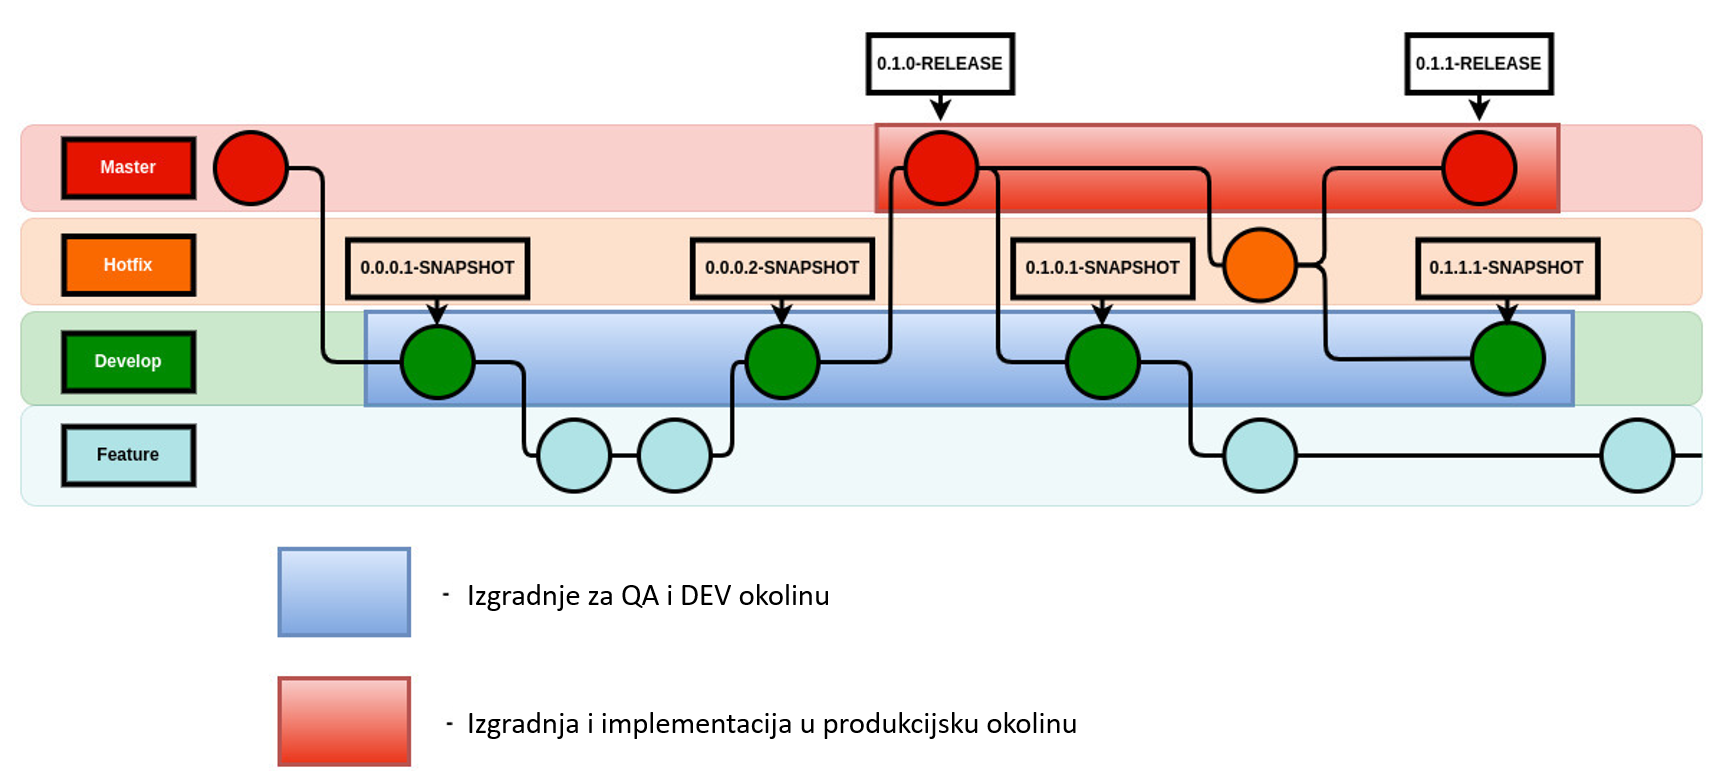 0.1.0-RELEASE
0.1.1-RELEASE
Master
Hotfix
0.0.0.1-SNAPSHOT
0.0.0.2-SNAPSHOT
0.1.0.1-SNAPSHOT
0.1.1.1-SNAPSHOT
Develop
Feature
- Izgradnje za QA i DEV okolinu
- Izgradnja i implementacija u produkcijsku okolinu